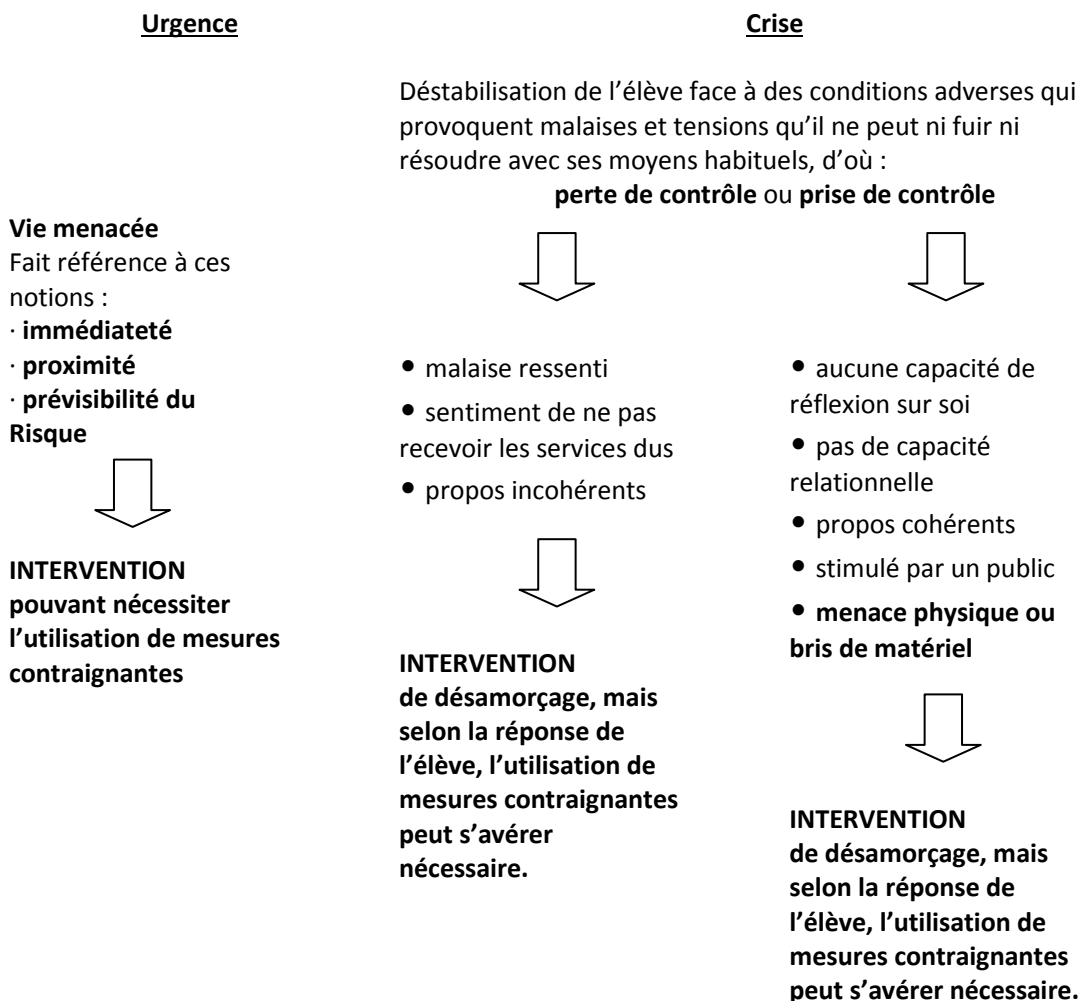 Urgence
Crise
Déstabilisation de l’élève face à des conditions adverses qui
provoquent malaises et tensions qu’il ne peut ni fuir ni
résoudre avec ses moyens habituels, d’où :
perte de contrôle ou prise de contrôle
Vie menacée
Fait référence à ces
notions :
· immédiateté
· proximité
· prévisibilité du
Risque
INTERVENTION
pouvant nécessiter
l’utilisation de mesures
contraignantes
• malaise ressenti
• sentiment de ne pas
recevoir les services dus
• propos incohérents
INTERVENTION
de désamorçage, mais
selon la réponse de
l’élève, l’utilisation de
mesures contraignantes
peut s’avérer
nécessaire.
• aucune capacité de
réflexion sur soi
• pas de capacité
relationnelle
• propos cohérents
• stimulé par un public
• menace physique ou
bris de matériel
INTERVENTION
de désamorçage, mais
selon la réponse de
l’élève, l’utilisation de
mesures contraignantes
peut s’avérer nécessaire.